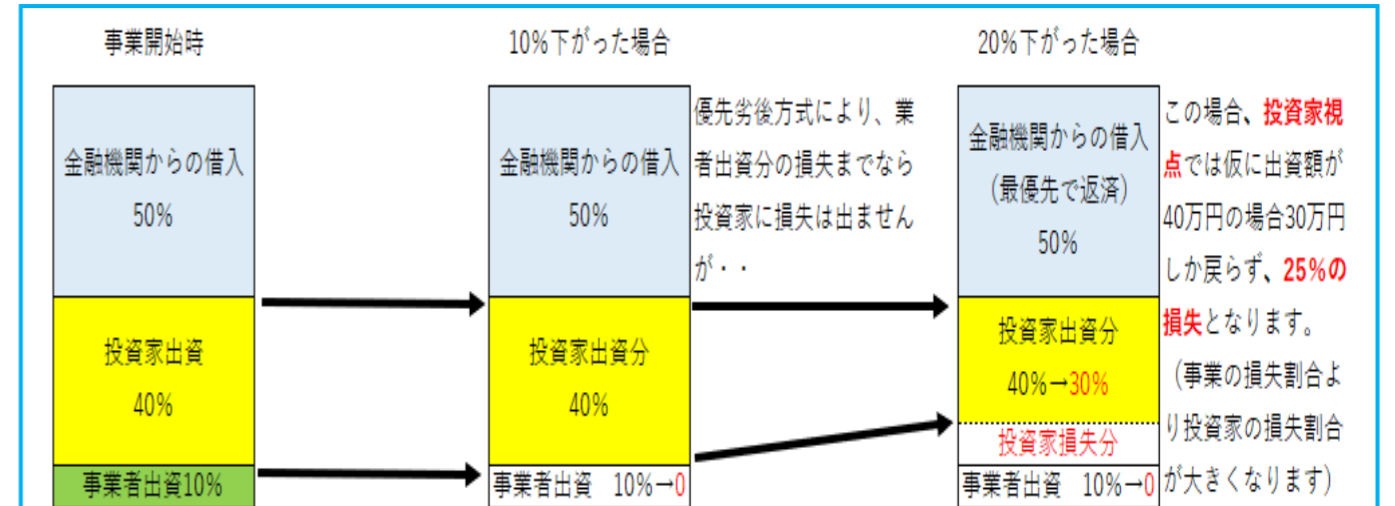 事業開始時
10%下がった場合
20%下がった場合
金融機関からの借入
50%
投資家出資
40%
事業者出資10%
金融機関からの借入
50%
投資家出資分
40%
事業者出資 10%→0
優先劣後方式により、業
者出資分の損失までなら
投資家に損失は出ません
が・・
金融機関からの借入
(最優先で返済)
50%
投資家出資分
40%→30%
投資家損失分
事業者出資 10%→0
この場合、投資家視
点では仮に出資額が
40万円の場合30万円
しか戻らず、25%の
損失となります。
（事業の損失割合よ
り投資家の損失割合
が大きくなります）